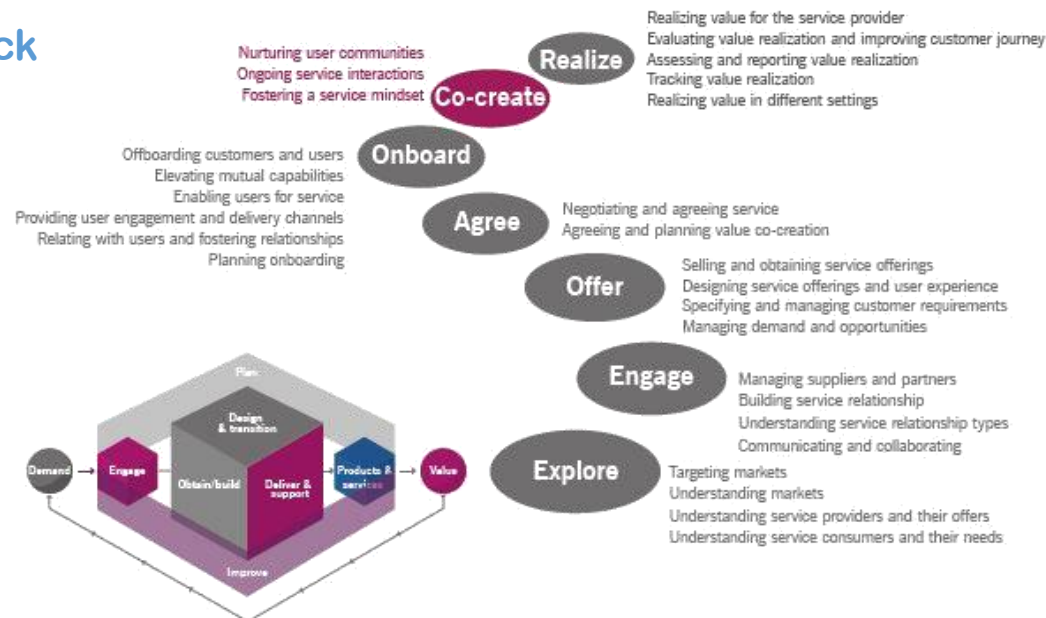 ck
Realize
Realizing value for the service provider
Evaluating value realization and improving customer journey
Assessing and reporting value realization
Tracking value realization
Realizing value in different settings
Nurturing user communities
Ongoing service interactions
Fostering a service mindset
Co-create
Onboard
Offboarding customers and users
Elevating mutual capabilities
Enabling users for service
Providing user engagement and delivery channels
Relating with users and fostering relationships
Planning onboarding
Agree
Negotiating and agreeing service
Agreeing and planning value co-creation
Offer
Selling and obtaining service offerings
Designing service offerings and user experience
Specifying and managing customer requirements
Managing demand and opportunities
Engage
Managing suppliers and partners
Building service relationship
Understanding service relationship types
Communicating and collaborating
Explore
Targeting markets
Understanding markets
Understanding service providers and their offers
Understanding service consumers and their needs
Plan
Design
& transition
Demand
Engage
Obtain/build
Deliver &
support
Products &
services
Value
Improve